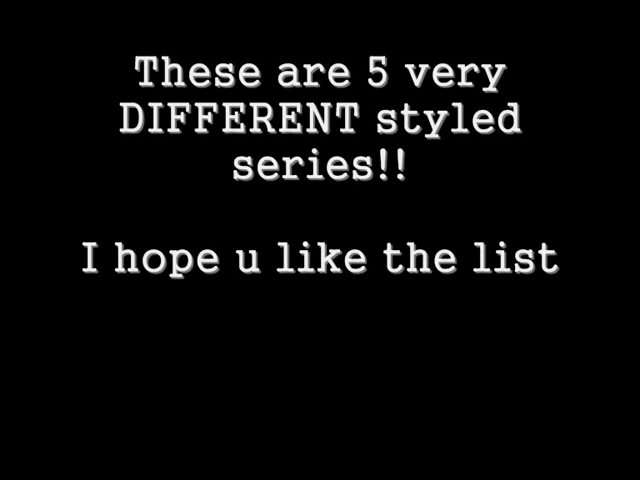 These are 5 very
DIFFERENT styled
series!!
I hope u like the list